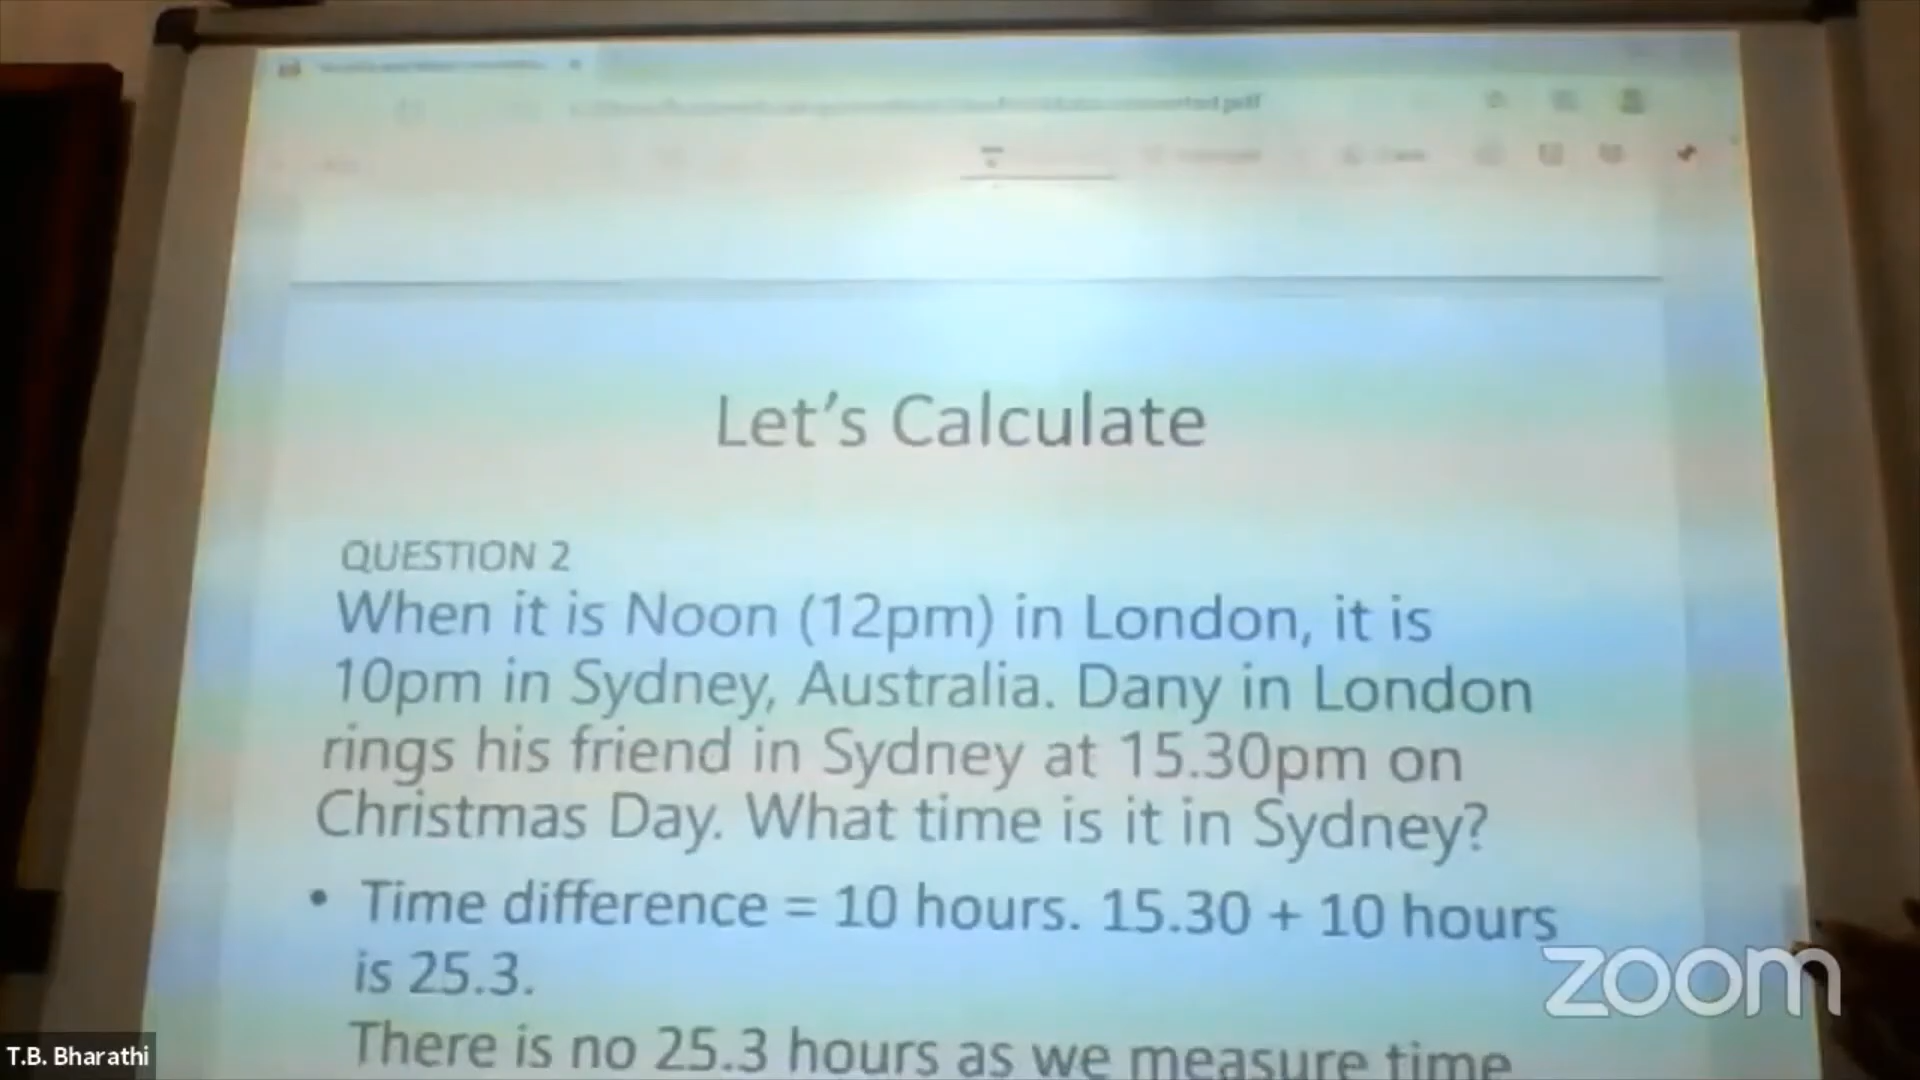 Let's Calculate
QUESTION 2
When it is Noon (12pm) in London, it is
10pm in Sydney, Australia. Dany in London
rings his friend in Sydney at 15.30pm on
Christmas Day. What time is it in Sydney?
• Time difference = 10 hours. 15.30 + 10 hours
is 25.3.
There is no 25.3 hours as we measure time
zoom
T.B. Bharathi